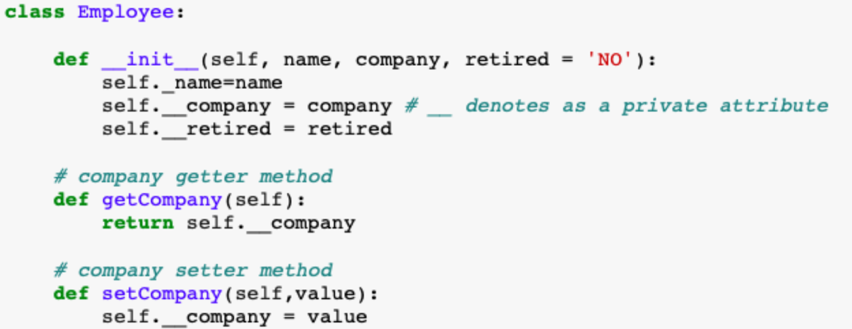 class Employee:
    def __init__(self, name, company, retired = 'NO'):
        self._name=name
        self.__company = company # __ denotes as a private attribute
        self.__retired = retired
    # company getter method
    def getCompany(self):
        return self.__company
    # company setter method
    def setCompany(self,value):
        self.__company = value